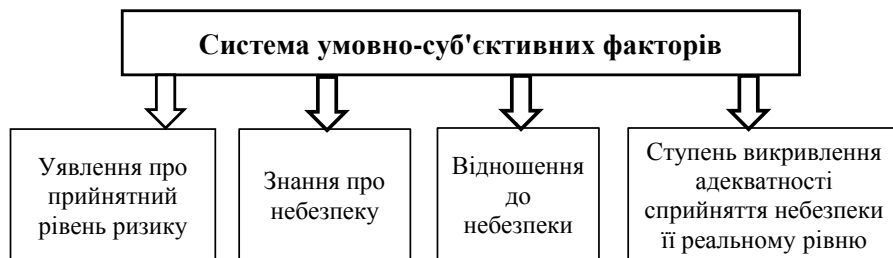 Система умовно-суб'єктивних факторів
Уявлення про
прийнятний
рівень ризику
Знання про
небезпеку
Відношення
до
небезпеки
Ступень викривлення
адекватності
сприйняття небезпеки
її реальному рівню